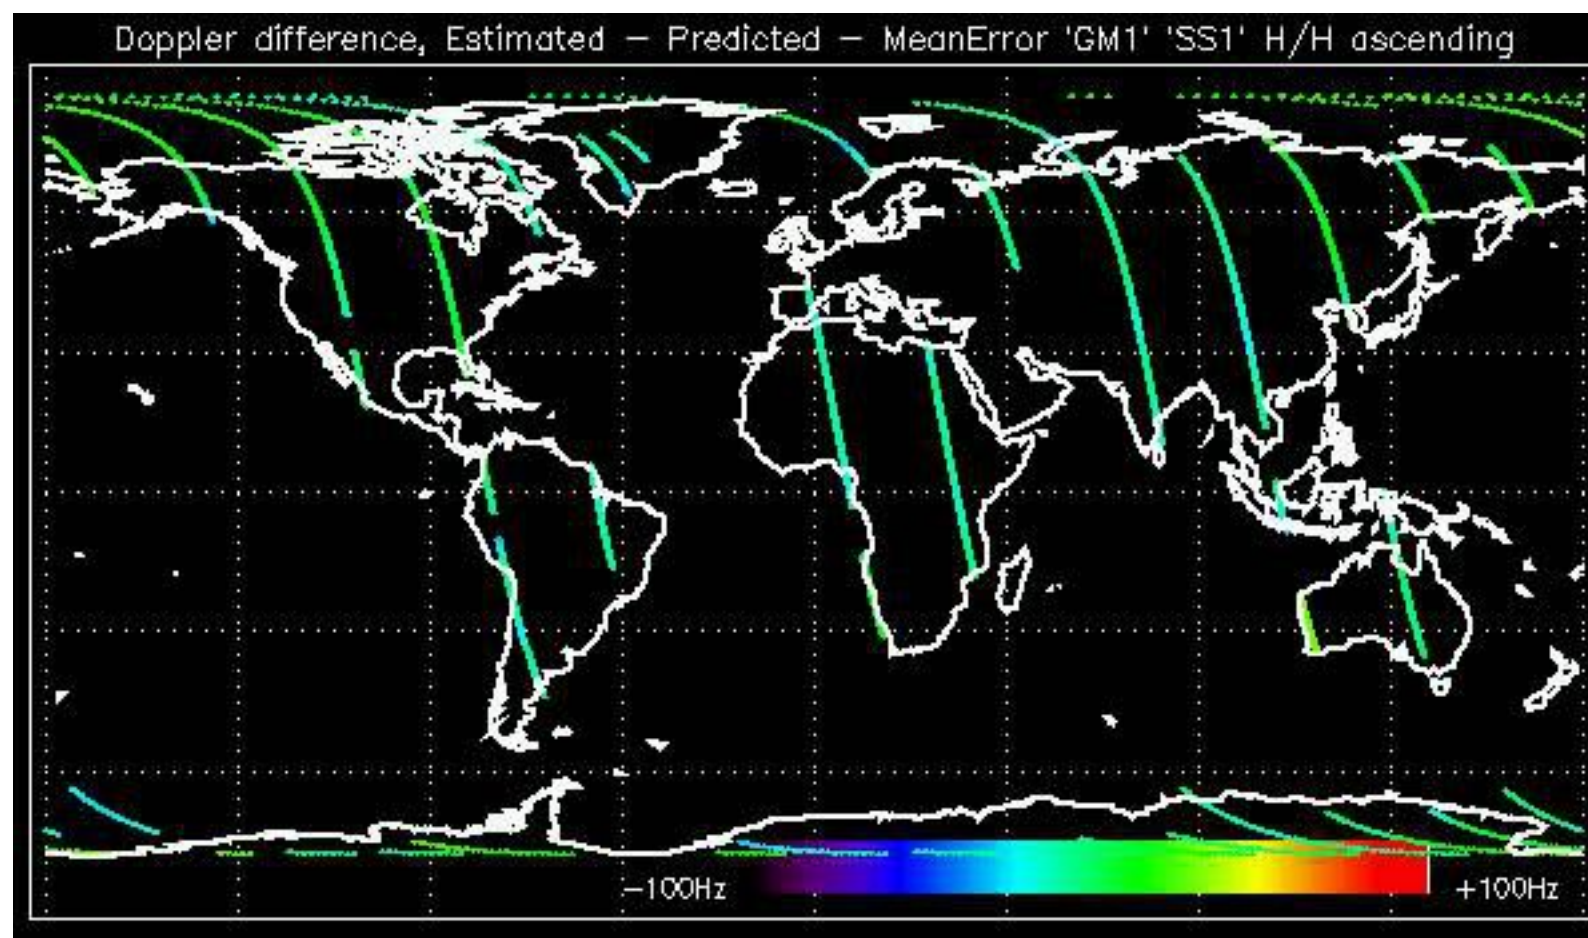 Doppler difference, Estimated – Predicted – MeanError 'GM1' 'SS1' H/H ascending
−100Hz +100Hz